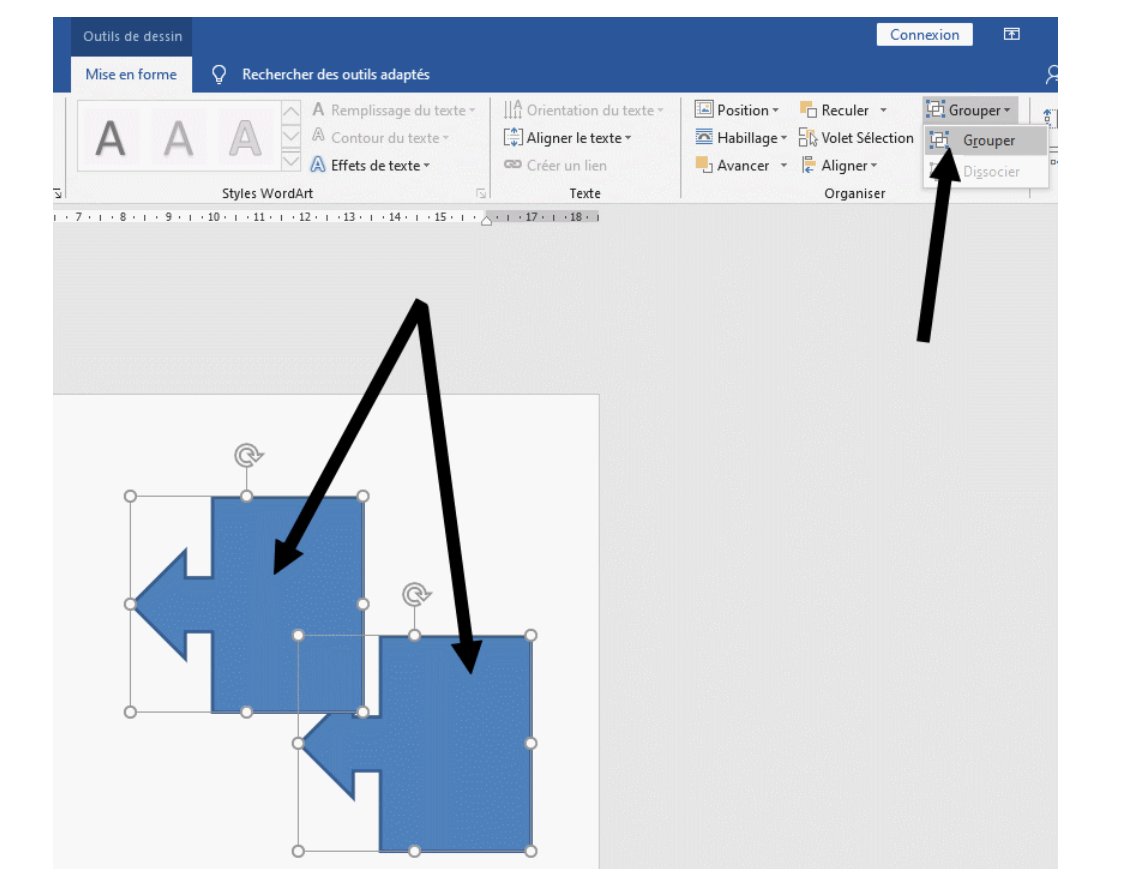 Outils de dessin
Connexion
Mise en forme
Rechercher des outils adaptés
A A A
A Remplissage du texte
A Contour du texte
A Effets de texte
Styles WordArt
Orientation du texte
Aligner le texte
Créer un lien
Texte
Position
Habillage
Avancer
Reculer
Volet Sélection
Aligner
Organiser
Grouper
Grouper
Dissocier
7 8 9 10 11 12 13 14 15 17 18